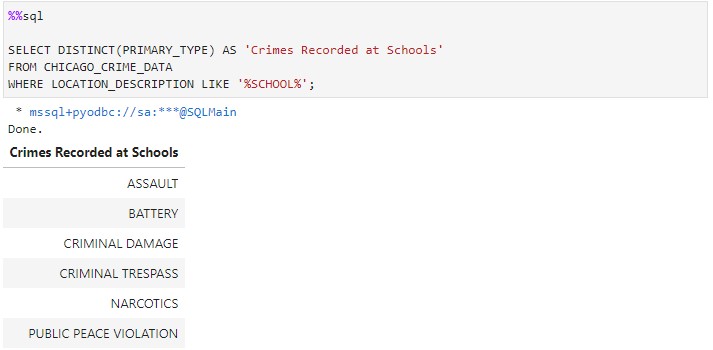 %%sql
SELECT DISTINCT(PRIMARY_TYPE) AS 'Crimes Recorded at Schools'
FROM CHICAGO_CRIME_DATA
WHERE LOCATION_DESCRIPTION LIKE '%SCHOOL%';
* mssql+pyodbc://sa:***@SQLMain
Done.
Crimes Recorded at Schools
ASSAULT
BATTERY
CRIMINAL DAMAGE
CRIMINAL TRESPASS
NARCOTICS
PUBLIC PEACE VIOLATION